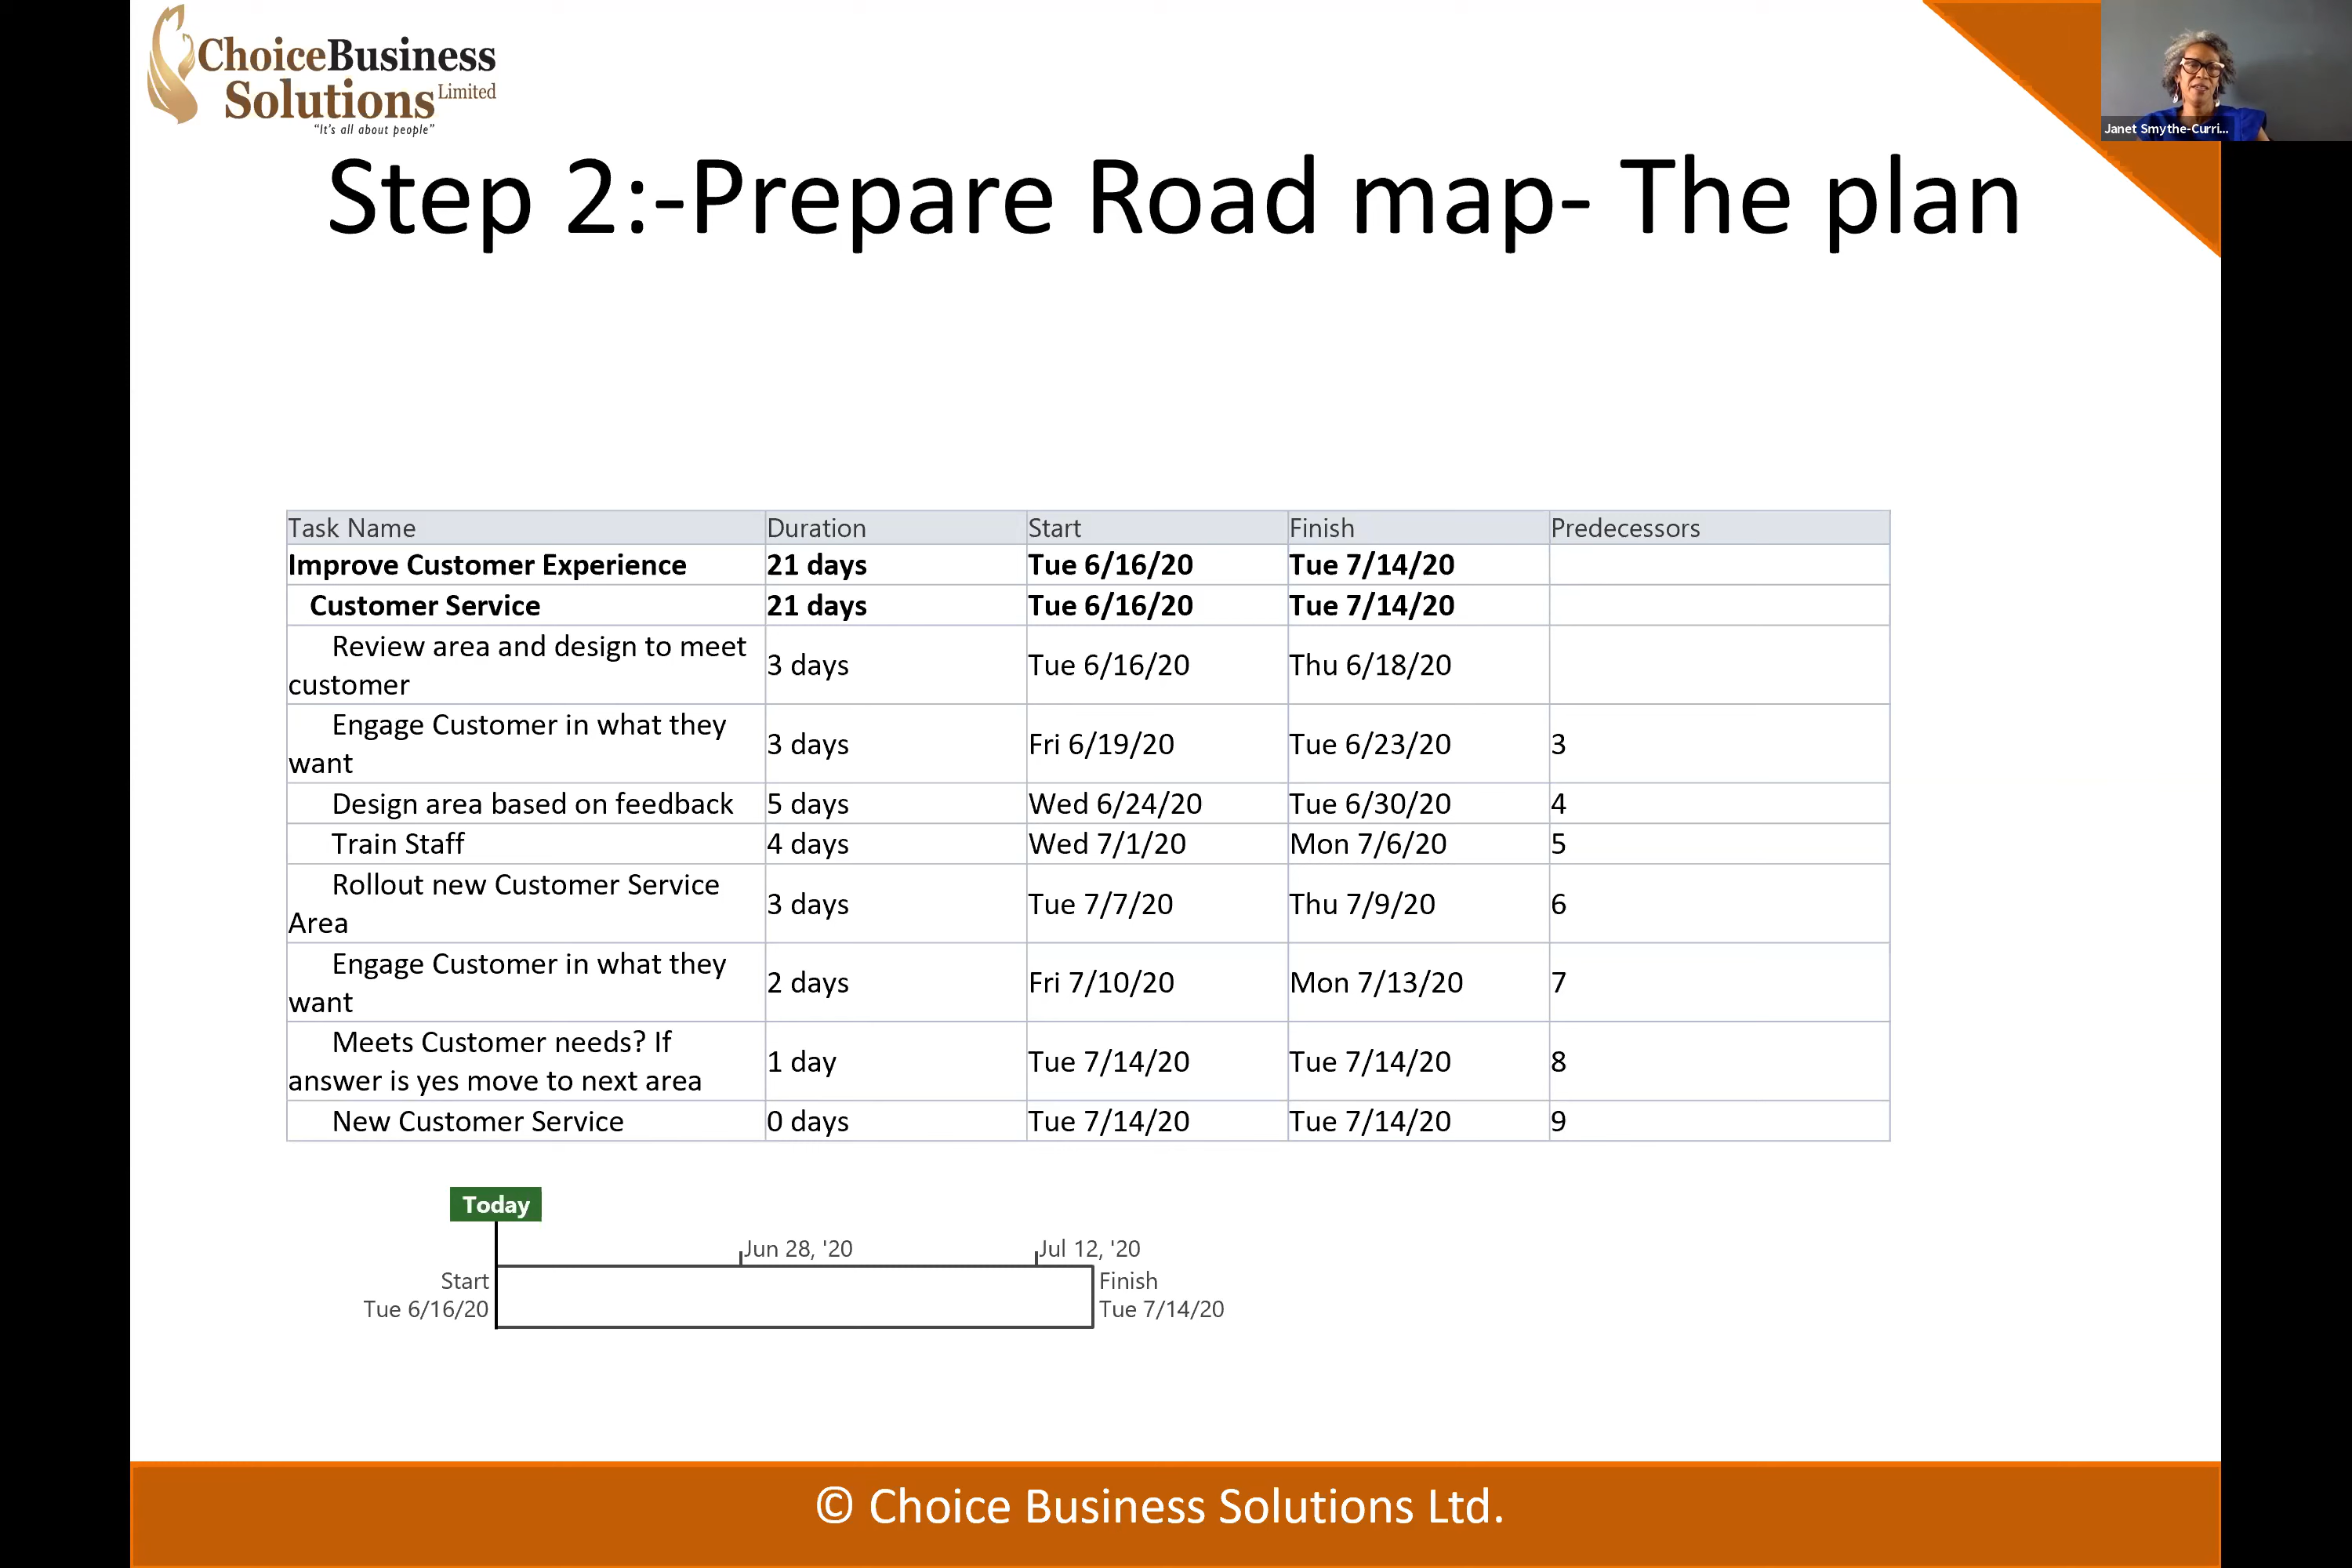 ChoiceBusiness
Solutions Limited
"It's all about people"
Janet Smythe-Curri...
Step 2:-Prepare Road map- The plan
Task Name Duration Start Finish Predecessors
Improve Customer Experience 21 days Tue 6/16/20 Tue 7/14/20
Customer Service 21 days Tue 6/16/20 Tue 7/14/20
Review area and design to meet
customer 3 days Tue 6/16/20 Thu 6/18/20
Engage Customer in what they
want 3 days Fri 6/19/20 Tue 6/23/20 3
Design area based on feedback 5 days Wed 6/24/20 Tue 6/30/20 4
Train Staff 4 days Wed 7/1/20 Mon 7/6/20 5
Rollout new Customer Service
Area 3 days Tue 7/7/20 Thu 7/9/20 6
Engage Customer in what they
want 2 days Fri 7/10/20 Mon 7/13/20 7
Meets Customer needs? If
answer is yes move to next area 1 day Tue 7/14/20 Tue 7/14/20 8
New Customer Service 0 days Tue 7/14/20 Tue 7/14/20 9
Today
Jun 28, '20 Jul 12, '20
Start Finish
Tue 6/16/20 Tue 7/14/20
© Choice Business Solutions Ltd.